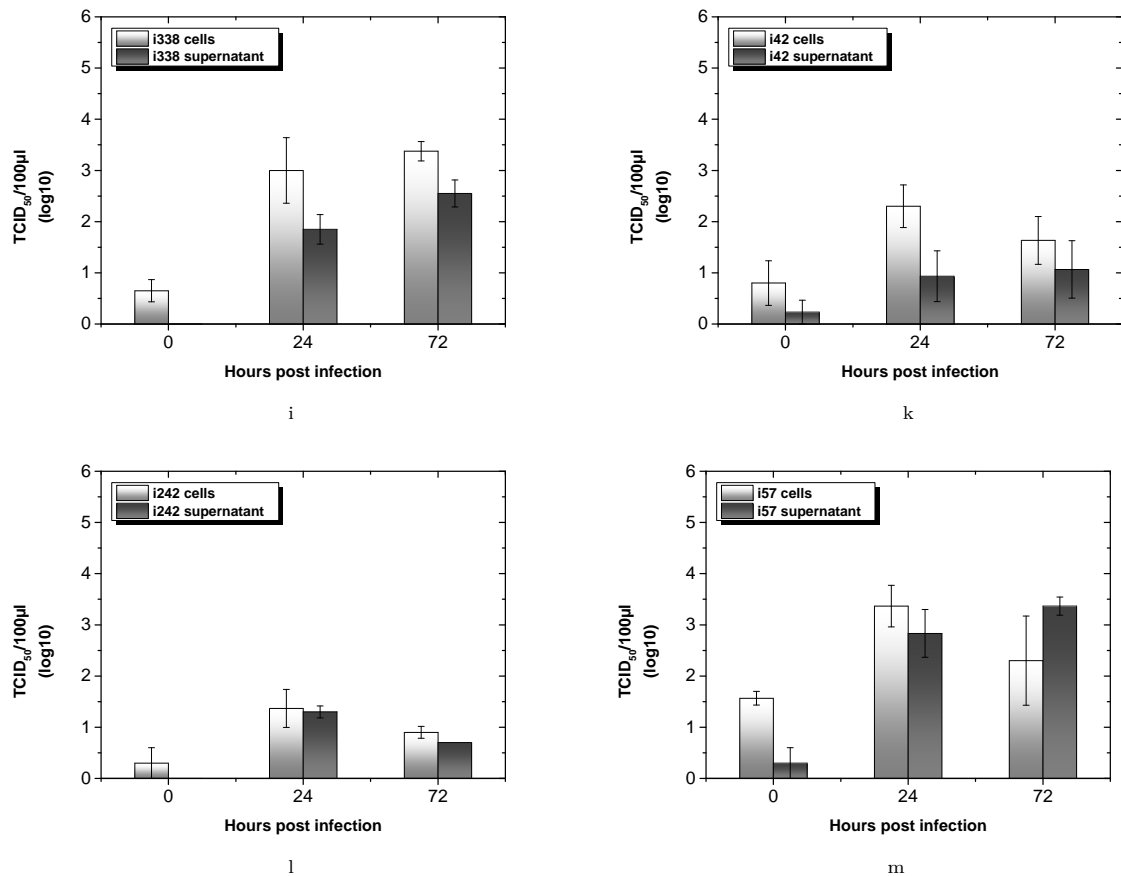 6
5
4
3
2
1
0
TCID50/100µl
(log10)
i338 cells
i338 supernatant
0 24 72
Hours post infection
i
6
5
4
3
2
1
0
TCID50/100µl
(log10)
i42 cells
i42 supernatant
0 24 72
Hours post infection
k
6
5
4
3
2
1
0
TCID50/100µl
(log10)
i242 cells
i242 supernatant
0 24 72
Hours post infection
l
6
5
4
3
2
1
0
TCID50/100µl
(log10)
i57 cells
i57 supernatant
0 24 72
Hours post infection
m